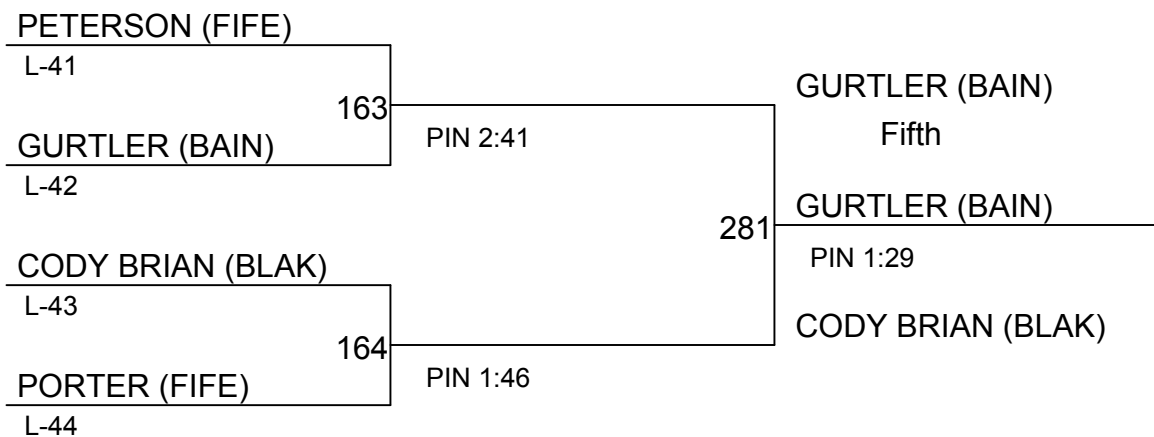 PETERSON (FIFE)
L-41
163
GURTLER (BAIN)
L-42
PIN 2:41
CODY BRIAN (BLAK)
L-43
164
PORTER (FIFE)
L-44
PIN 1:46
281
GURTLER (BAIN)
Fifth
GURTLER (BAIN)
PIN 1:29
CODY BRIAN (BLAK)